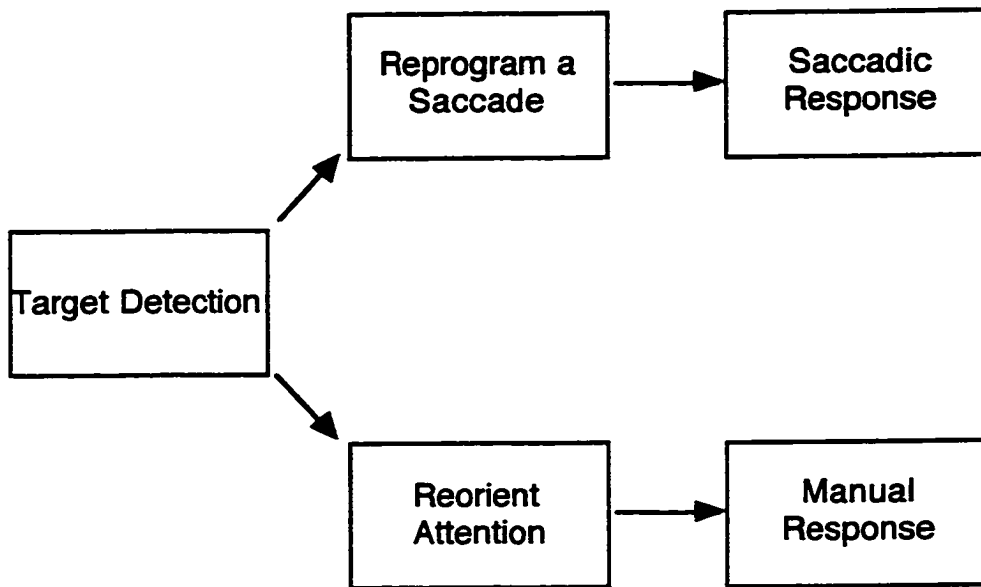 Reprogram a
Saccade
Saccadic
Response
Target Detection
Reorient
Attention
Manual
Response